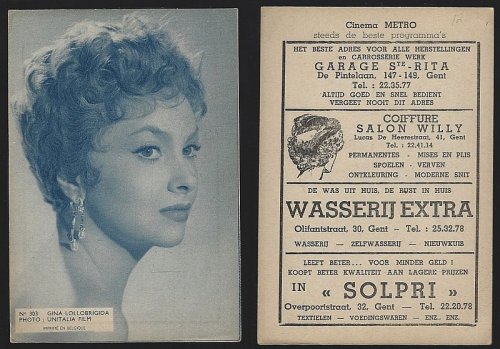 Nº 303 GINA LOLLOBRIGIDA
PHOTO : UNITALIA FILM
IMPRIMÉ EN BELGIQUE
Cinema METRO
steeds de beste programma's
HET BESTE ADRES VOOR ALLE HERSTELLINGEN
en CARROSSERIE WERK
GARAGE STE-RITA
De Pintelaan, 147-149, Gent
Tel. : 22.35.77
ALTIJD GOED EN SNEL BEDIENT
VERGEET NOOIT DIT ADRES
COIFFURE
SALON WILLY
Lucas De Heerestraat, 41, Gent
Tel. : 22.41.14
PERMANENTES - MISES EN PLIS
SPOELEN - VERVEN
ONTKLEURING - MODERNE SNIT
DE WAS UIT HUIS, DE RUST IN HUIS
WASSERIJ EXTRA
Olifantstraat, 30, Gent - Tel. : 25.32.78
WASSERIJ — ZELFWASSERIJ — NIEUWKUIS
LEEFT BETER... VOOR MINDER GELD !
KOOPT BETER KWALITEIT AAN LAGERE PRIJZEN
IN « SOLPRI »
Overpoortstraat, 32, Gent — Tel. : 22.20.78
TEXTIELEN — VOEDINGSWAREN — ENZ., ENZ.